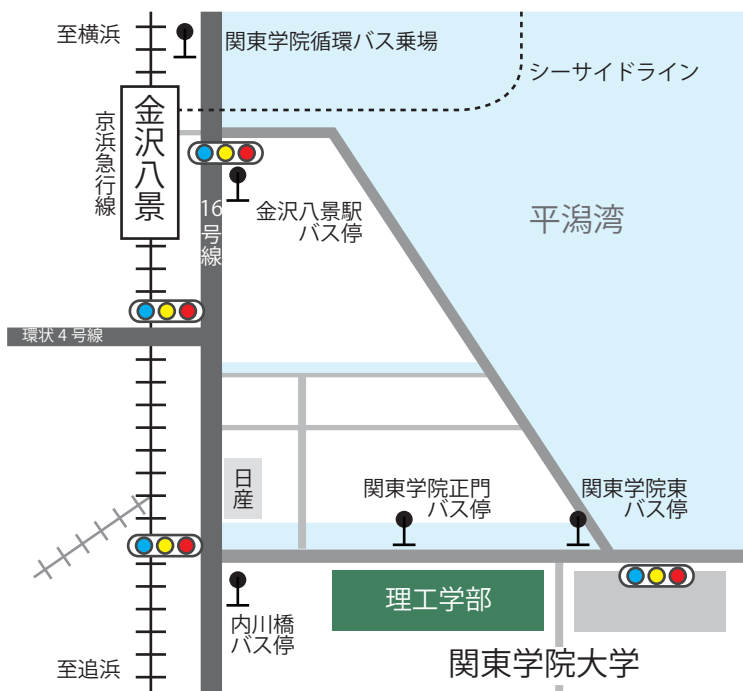 至横浜
関東学院循環バス乗場
シーサイドライン
京浜急行線
金沢八景
16号線
金沢八景駅
バス停
平潟湾
環状4号線
日産
関東学院正門
バス停
関東学院東
バス停
内川橋
バス停
理工学部
関東学院大学
至追浜